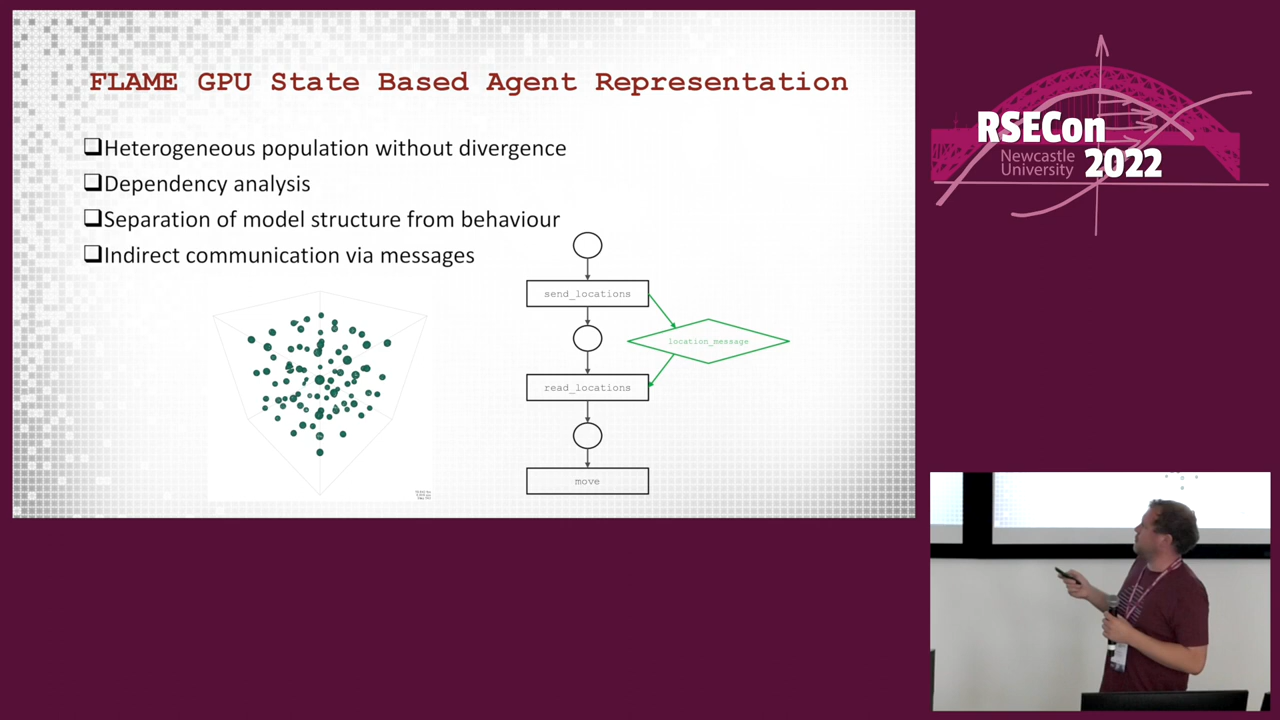 FLAME GPU State Based Agent Representation
Heterogeneous population without divergence
Dependency analysis
Separation of model structure from behaviour
Indirect communication via messages
send_locations
location_message
read_locations
move
RSECon
Newcastle
University
2022